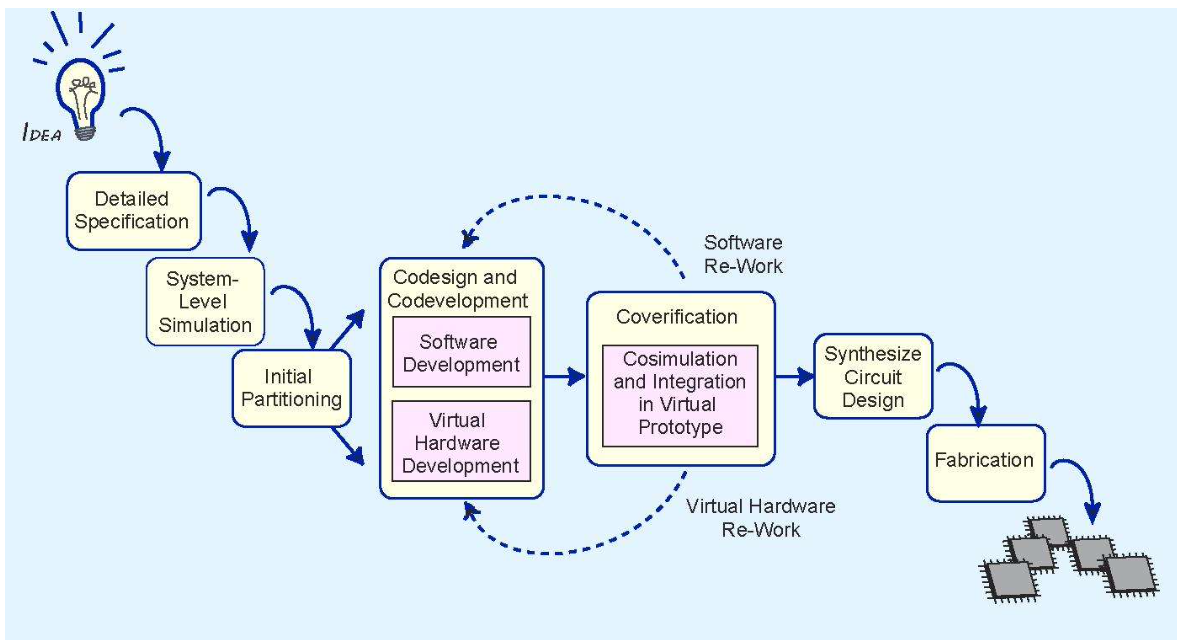 IDEA
Detailed
Specification
System-
Level
Simulation
Initial
Partitioning
Codesign and
Codevelopment
Software
Development
Virtual
Hardware
Development
Software
Re-Work
Coverification
Cosimulation
and Integration
in Virtual
Prototype
Virtual Hardware
Re-Work
Synthesize
Circuit
Design
Fabrication